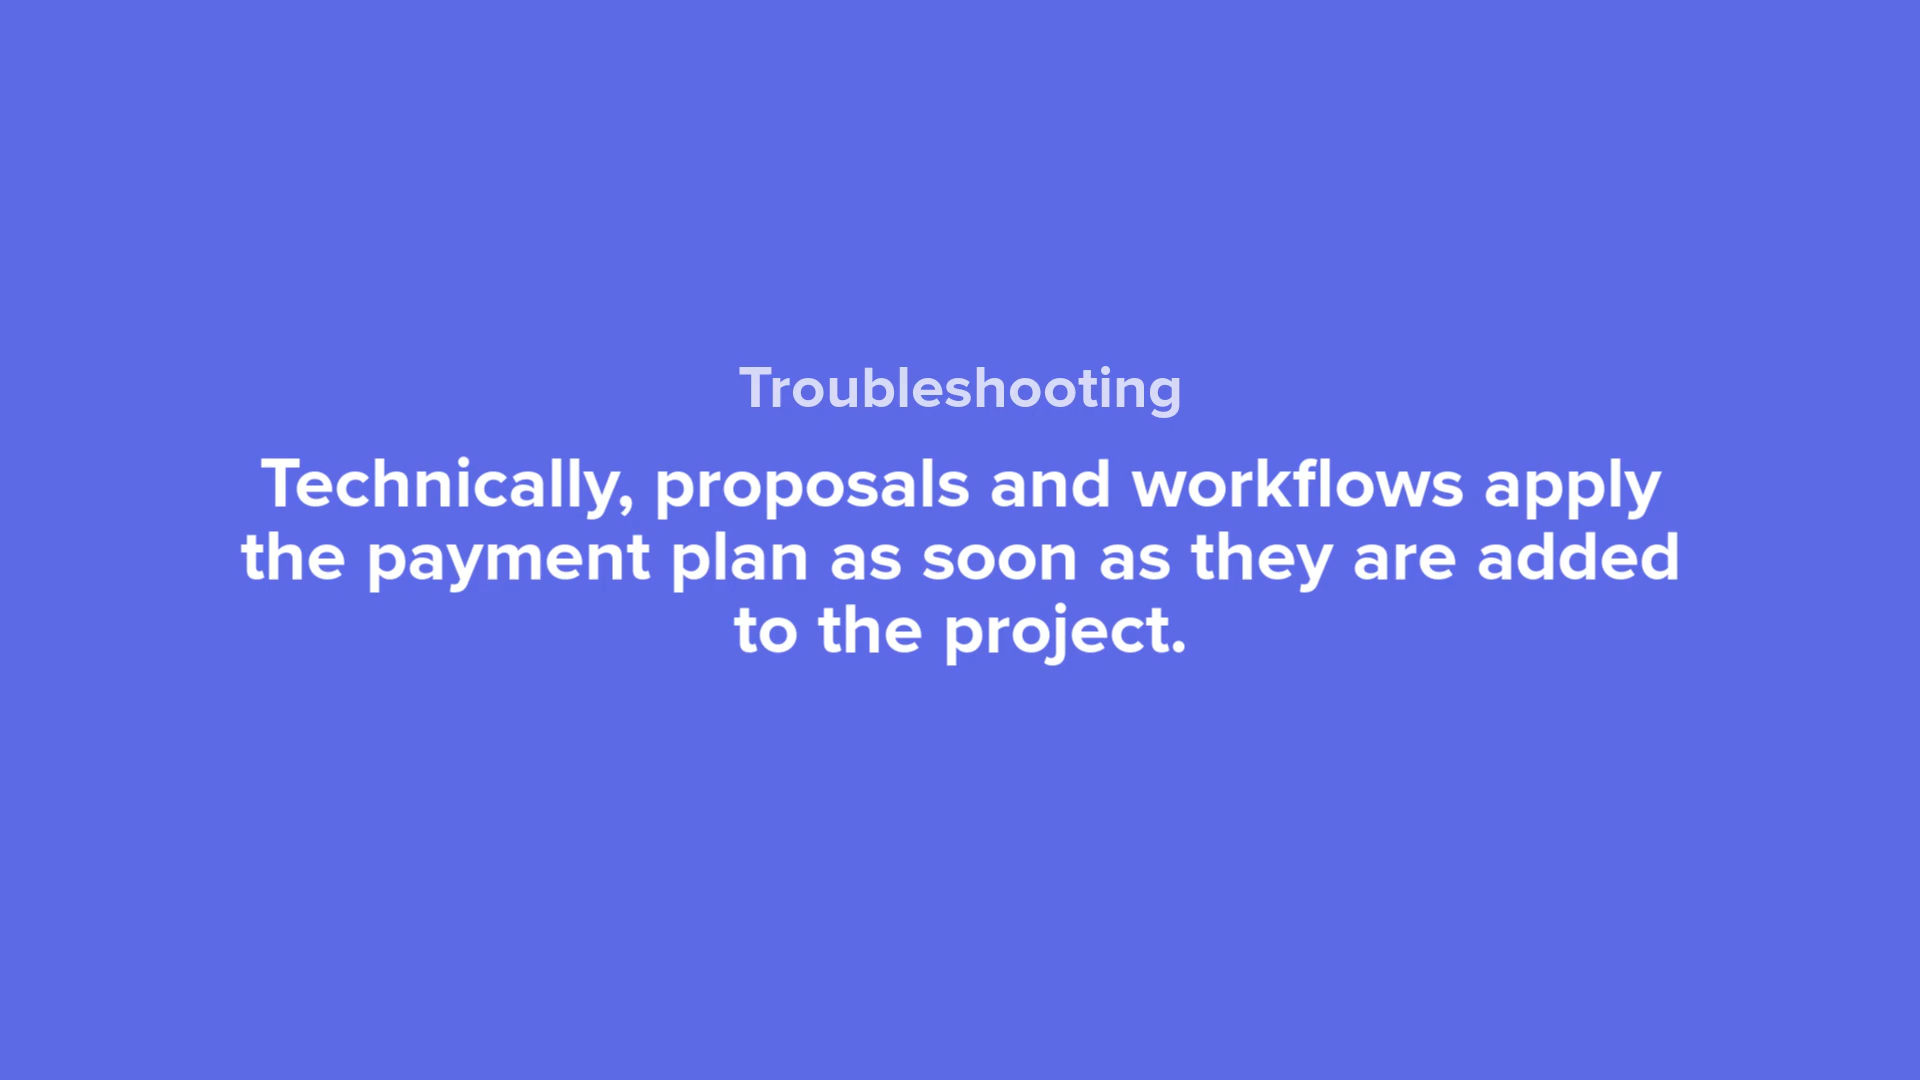 Troubleshooting
Technically, proposals and workflows apply
the payment plan as soon as they are added
to the project.